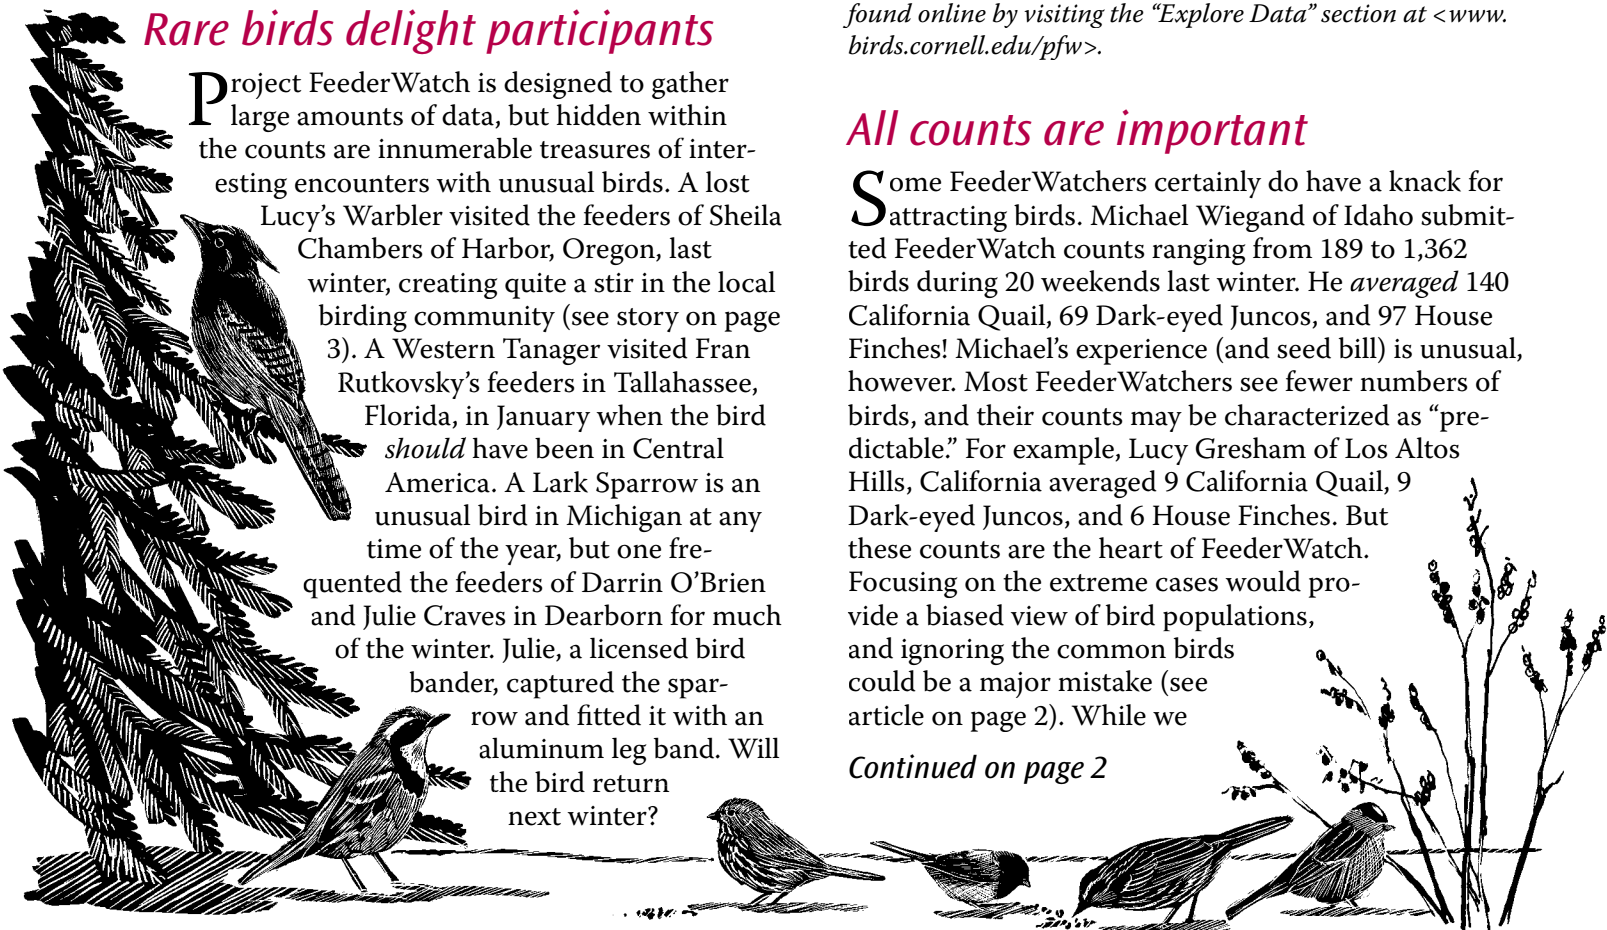 Rare birds delight participants
Project FeederWatch is designed to gather
large amounts of data, but hidden within
the counts are innumerable treasures of inter-
esting encounters with unusual birds. A lost
Lucy’s Warbler visited the feeders of Sheila
Chambers of Harbor, Oregon, last
winter, creating quite a stir in the local
birding community (see story on page
3). A Western Tanager visited Fran
Rutkovsky’s feeders in Tallahassee,
Florida, in January when the bird
should have been in Central
America. A Lark Sparrow is an
unusual bird in Michigan at any
time of the year, but one fre-
quented the feeders of Darrin O’Brien
and Julie Craves in Dearborn for much
of the winter. Julie, a licensed bird
bander, captured the spar-
row and fitted it with an
aluminum leg band. Will
the bird return
next winter?
found online by visiting the “Explore Data” section at <www.
birds.cornell.edu/pfw>.
All counts are important
Some FeederWatchers certainly do have a knack for
attracting birds. Michael Wiegand of Idaho submit-
ted FeederWatch counts ranging from 189 to 1,362
birds during 20 weekends last winter. He averaged 140
California Quail, 69 Dark-eyed Juncos, and 97 House
Finches! Michael’s experience (and seed bill) is unusual,
however. Most FeederWatchers see fewer numbers of
birds, and their counts may be characterized as “pre-
dictable.” For example, Lucy Gresham of Los Altos
Hills, California averaged 9 California Quail, 9
Dark-eyed Juncos, and 6 House Finches. But
these counts are the heart of FeederWatch.
Focusing on the extreme cases would pro-
vide a biased view of bird populations,
and ignoring the common birds
could be a major mistake (see
article on page 2). While we
Continued on page 2